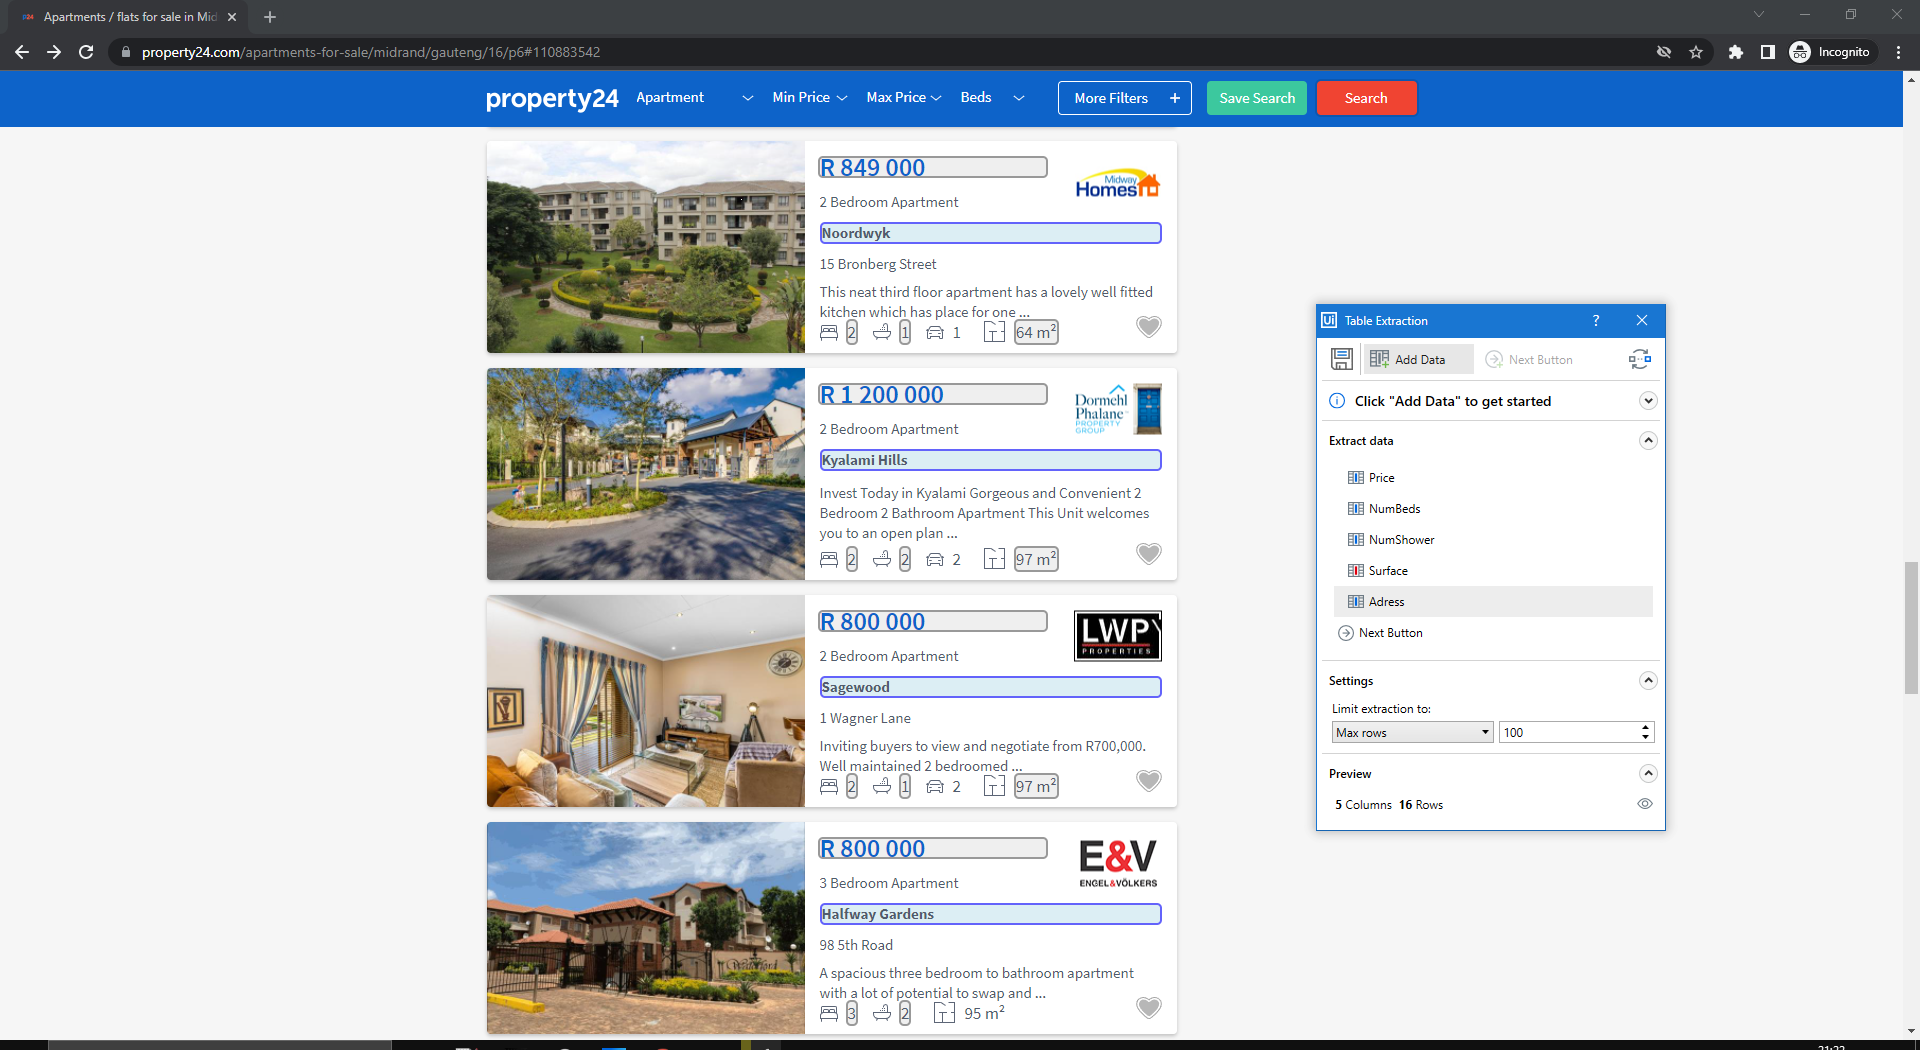 Apartments / flats for sale in Mid
property24.com/apartments-for-sale/midrand/gauteng/16/p6#110883542
Incognito
property24
Apartment
Min Price
Max Price
Beds
More Filters +
Save Search
Search
R 849 000
Midway
Homes
2 Bedroom Apartment
Noordwyk
15 Bronberg Street
This neat third floor apartment has a lovely well fitted
kitchen which has place for one ...
2 1 1 64 m²
R 1 200 000
Dormehl
Phalane
PROPERTY
GROUP
2 Bedroom Apartment
Kyalami Hills
Invest Today in Kyalami Gorgeous and Convenient 2
Bedroom 2 Bathroom Apartment This Unit welcomes
you to an open plan ...
2 2 2 97 m²
R 800 000
LWP
PROPERTIES
2 Bedroom Apartment
Sagewood
1 Wagner Lane
Inviting buyers to view and negotiate from R700,000.
Well maintained 2 bedroomed ...
2 1 2 97 m²
R 800 000
E&V
ENGEL&VÖLKERS
3 Bedroom Apartment
Halfway Gardens
98 5th Road
A spacious three bedroom to bathroom apartment
with a lot of potential to swap and ...
3 2 95 m²
Ui Table Extraction ?
Add Data
Next Button
Click "Add Data" to get started
Extract data
Price
NumBeds
NumShower
Surface
Adress
Next Button
Settings
Limit extraction to:
Max rows 100
Preview
5 Columns 16 Rows